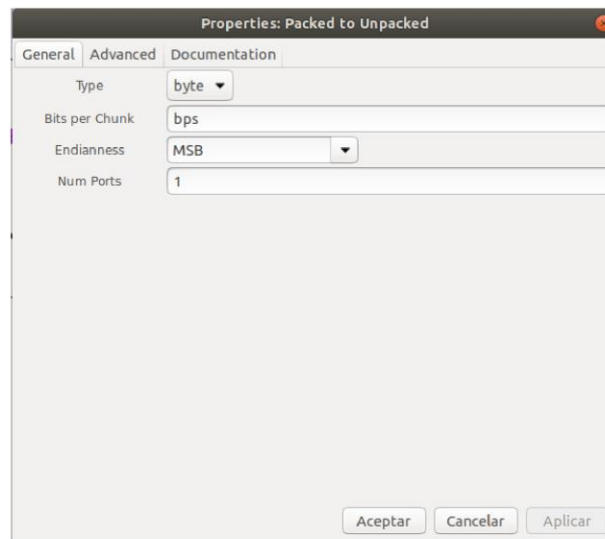 Properties: Packed to Unpacked
General Advanced Documentation
Type byte
Bits per Chunk bps
Endianness MSB
Num Ports 1
Aceptar Cancelar Aplicar